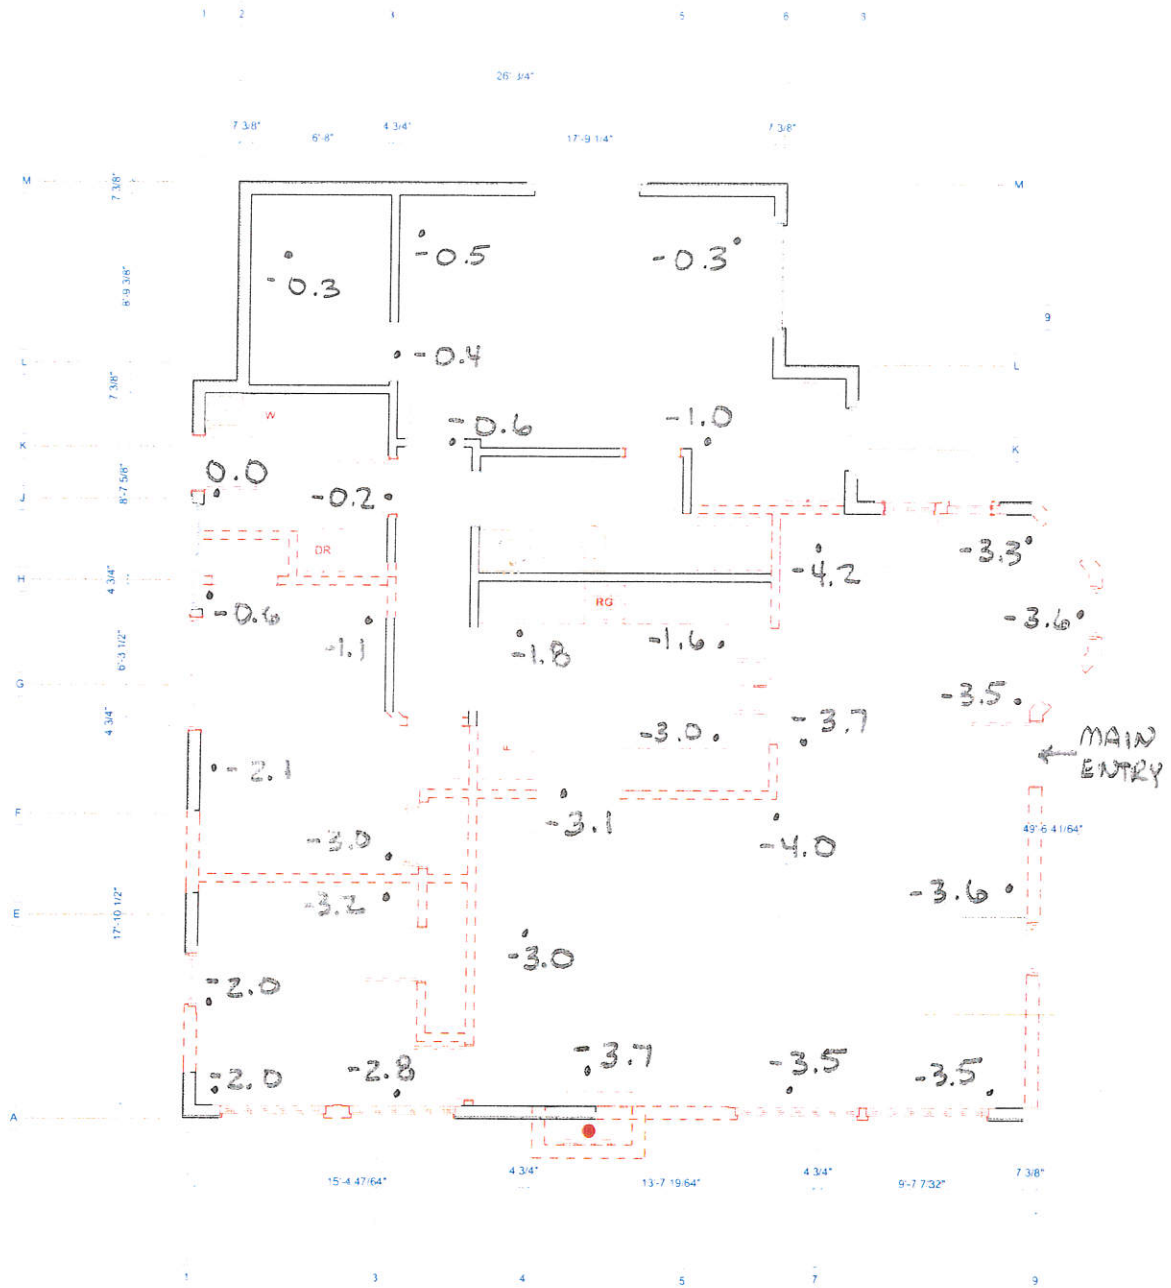 1 2 3 5 6 8
26' 3/4"
7 3/8" 6'-8" 4 3/4" 17'-9 1/4" 7 3/8"
M 7 3/8" M
-0.5 -0.3
-0.3
8'-9 3/8"
9
L -0.4 L
7 3/8"
W
-0.6 -1.0
K K
0.0
8'-7 5/8"
J -0.2
DR -3.3
-4.2
H 4 3/4"
RG
-0.6 -3.6
-1.1 -1.8 -1.6
6'-3 1/2"
G -3.5
4 3/4" -3.0 -3.7
F
MAIN
ENTRY
-2.1
F -3.1
-3.0 -4.0 49'-6 41/64"
-3.2 -3.6
E 17'-10 1/2"
-3.0
-2.0
-3.7 -3.5
-2.0 -2.8 -3.5
A
4 3/4" 4 3/4" 7 3/8"
15'-4 47/64" 13'-7 19/64" 9'-7 7/32"
1 3 4 5 7 9